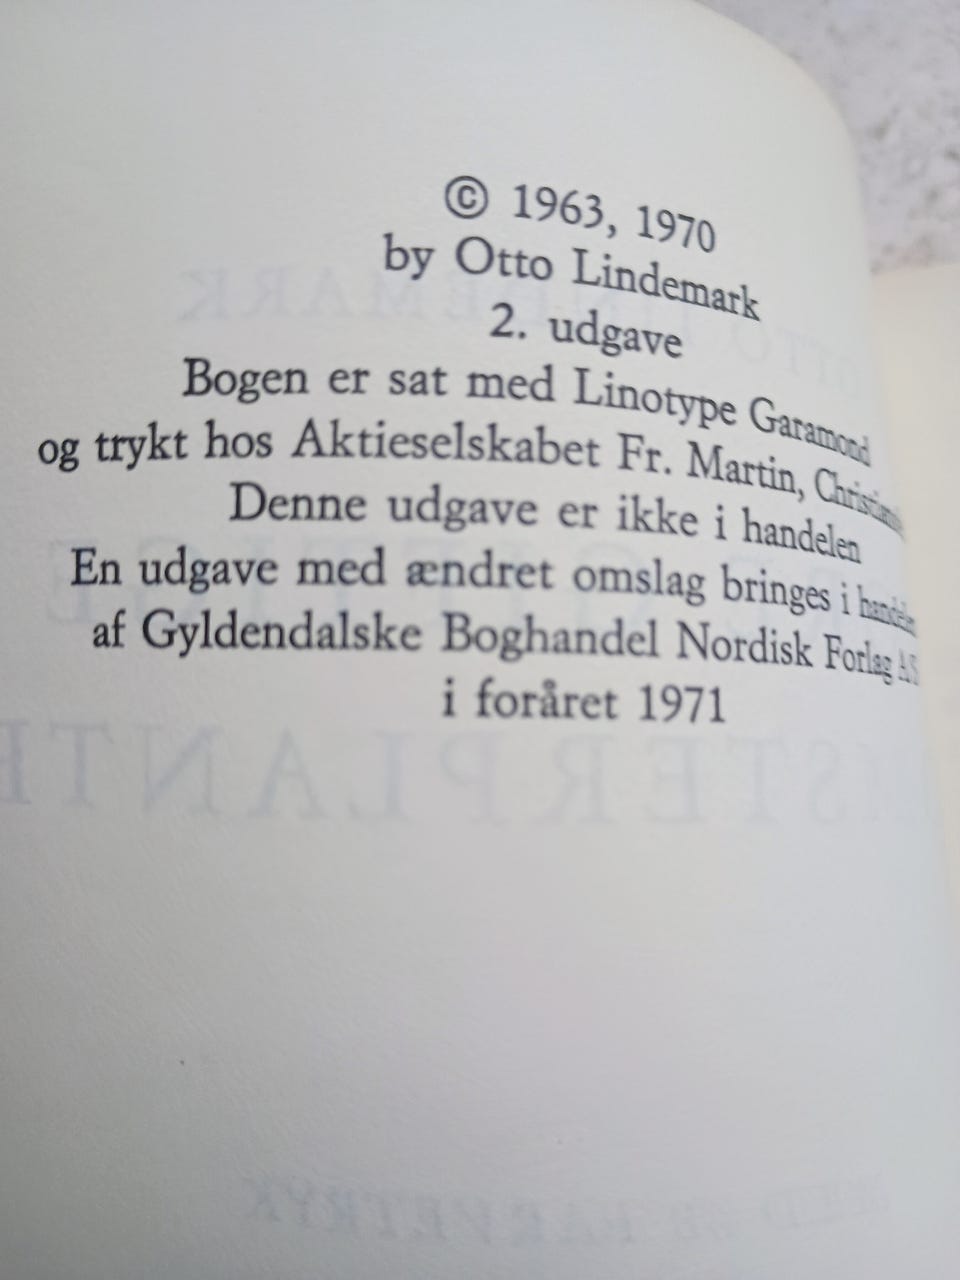 © 1963, 1970
by Otto Lindemark
2. udgave
Bogen er sat med Linotype Garamond
og trykt hos Aktieselskabet Fr. Martin,
Denne udgave er ikke i handelen
En udgave med ændret omslag bringes i handelen
af Gyldendalske Boghandel Nordisk Forlag A/S
i foråret 1971